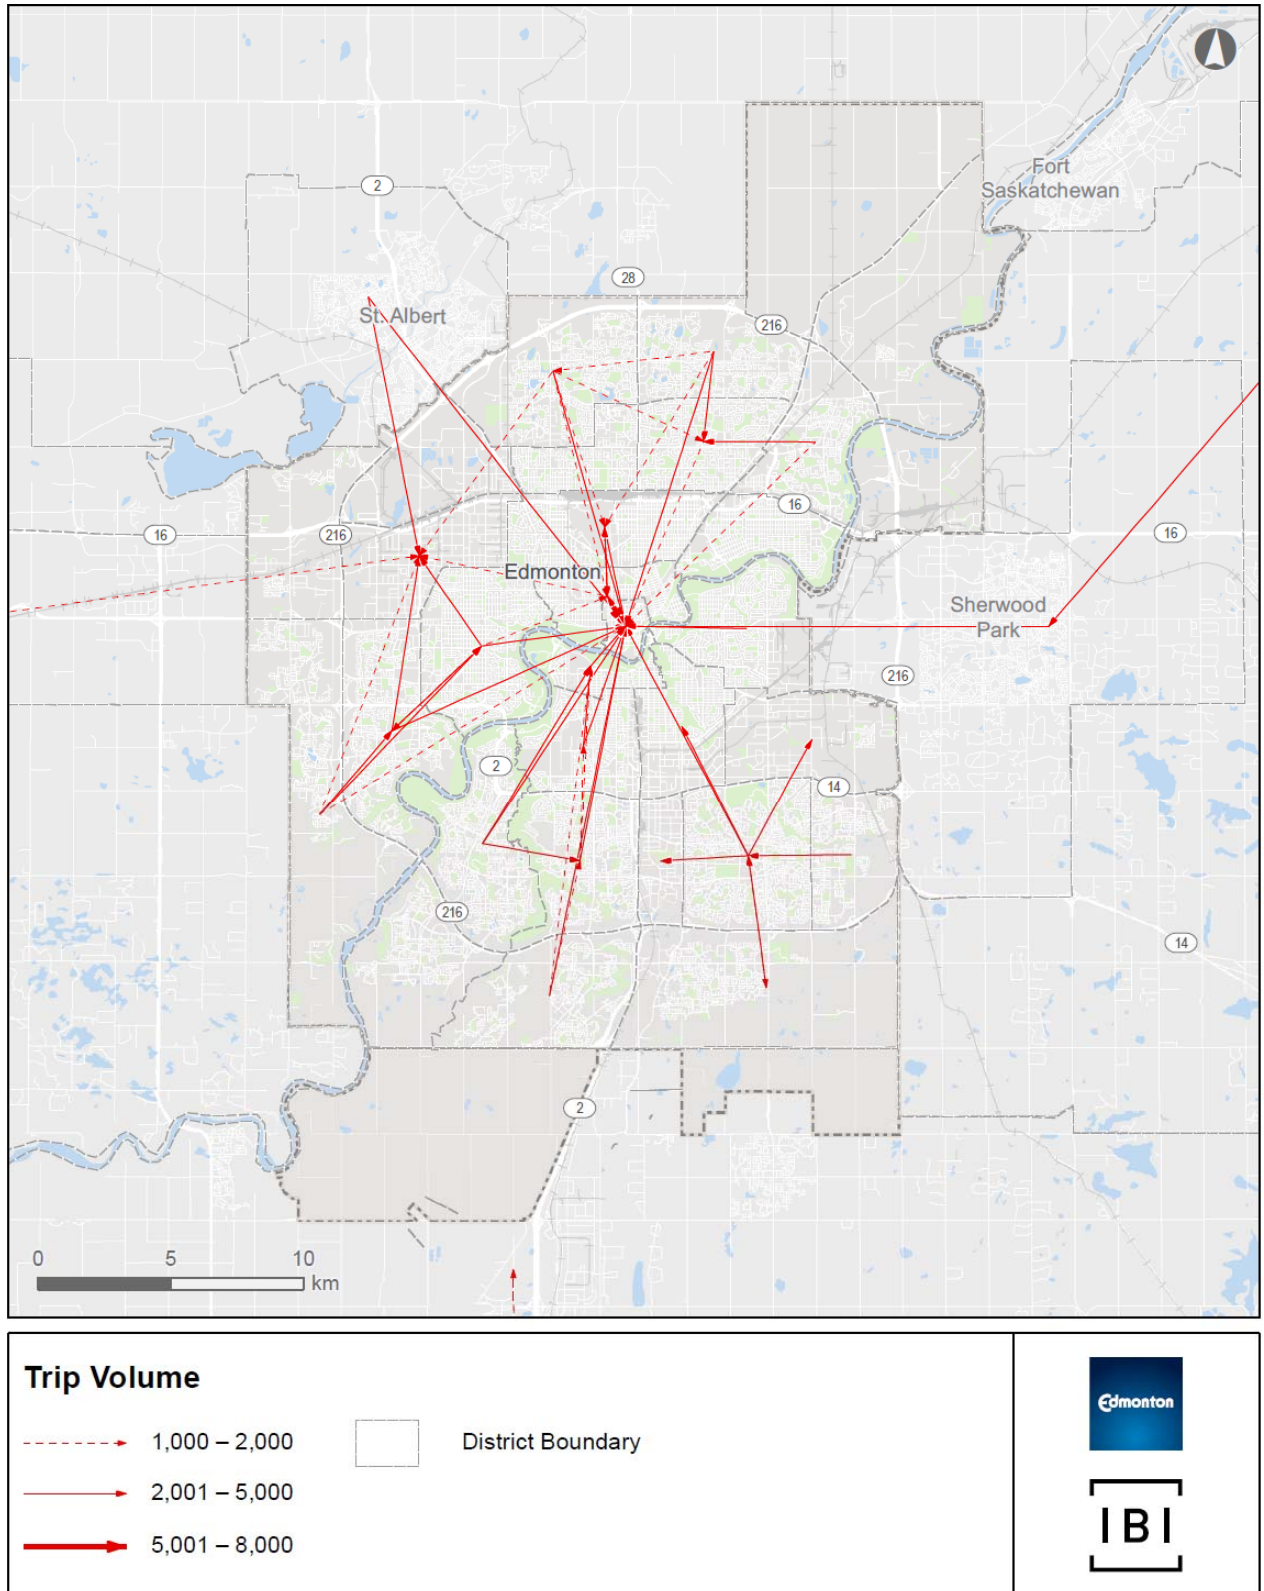 Fort
Saskatchewan
2
28
St. Albert
216
16
16
216
16
Edmonton
Sherwood
Park
216
2
14
216
14
2
0 5 10
km
Trip Volume
1,000 – 2,000
District Boundary
2,001 – 5,000
5,001 – 8,000
Edmonton
IBI